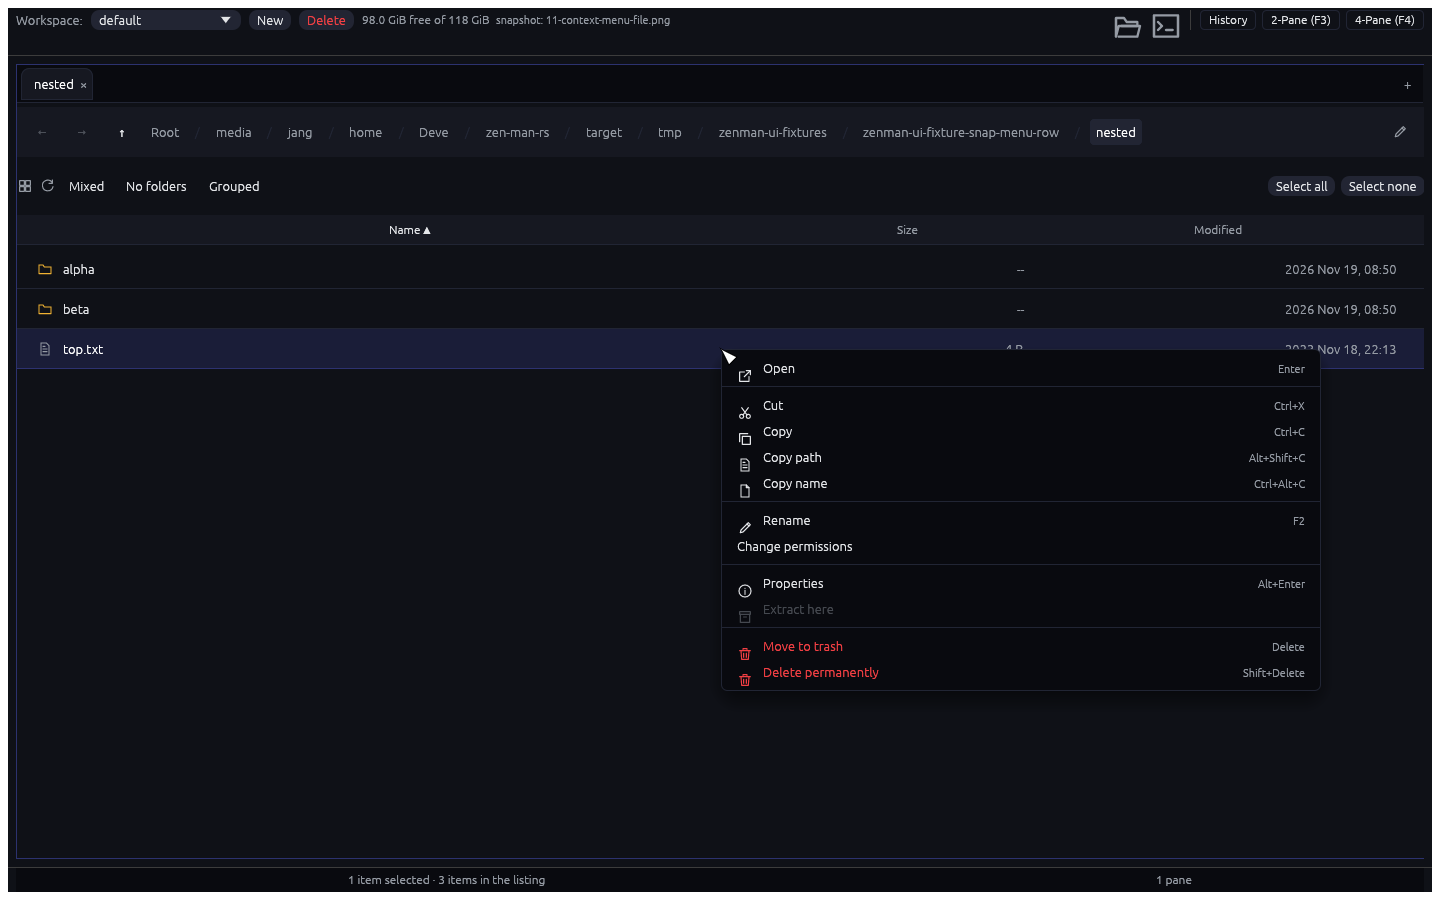 Workspace: default New Delete 98.0 GiB free of 118 GiB snapshot: 11-context-menu-file.png History 2-Pane (F3) 4-Pane (F4)
nested × +
← → ↑ Root / media / jang / home / Deve / zen-man-rs / target / tmp / zenman-ui-fixtures / zenman-ui-fixture-snap-menu-row / nested
Mixed No folders Grouped Select all Select none
Name ▲ Size Modified
alpha -- 2026 Nov 19, 08:50
beta -- 2026 Nov 19, 08:50
top.txt Nov 18, 22:13
Open Enter
Cut Ctrl+X
Copy Ctrl+C
Copy path Alt+Shift+C
Copy name Ctrl+Alt+C
Rename F2
Change permissions
Properties Alt+Enter
Extract here
Move to trash Delete
Delete permanently Shift+Delete
1 item selected · 3 items in the listing 1 pane